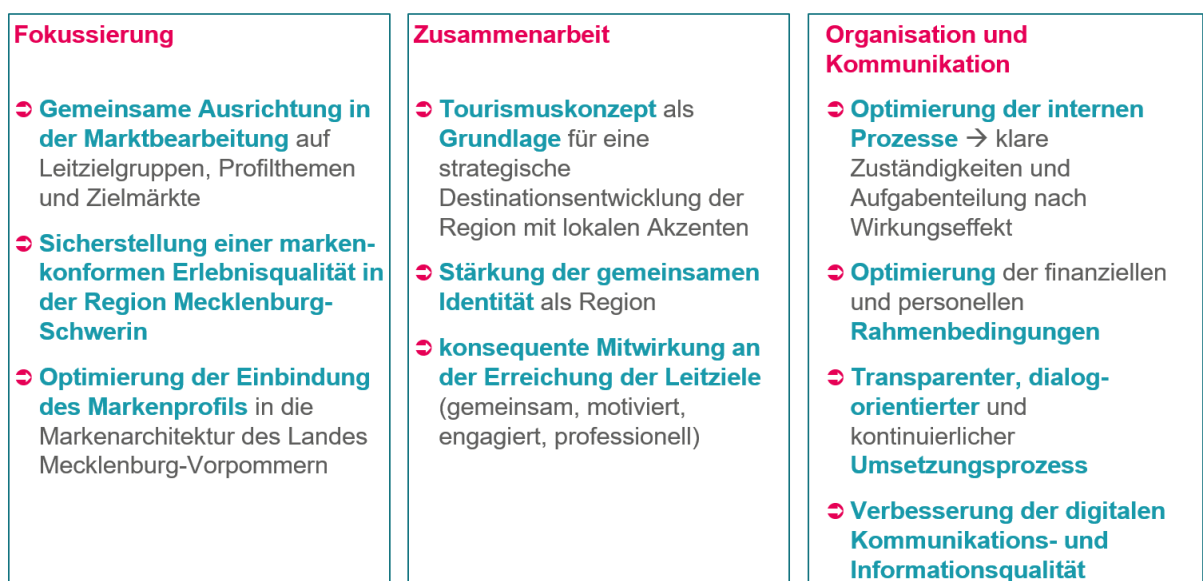 Fokussierung
Gemeinsame Ausrichtung in
der Marktbearbeitung auf
Leitzielgruppen, Profilthemen
und Zielmärkte
Sicherstellung einer marken-
konformen Erlebnisqualität in
der Region Mecklenburg-
Schwerin
Optimierung der Einbindung
des Markenprofils in die
Markenarchitektur des Landes
Mecklenburg-Vorpommern
Zusammenarbeit
Tourismuskonzept als
Grundlage für eine
strategische
Destinationsentwicklung der
Region mit lokalen Akzenten
Stärkung der gemeinsamen
Identität als Region
konsequente Mitwirkung an
der Erreichung der Leitziele
(gemeinsam, motiviert,
engagiert, professionell)
Organisation und
Kommunikation
Optimierung der internen
Prozesse → klare
Zuständigkeiten und
Aufgabenteilung nach
Wirkungseffekt
Optimierung der finanziellen
und personellen
Rahmenbedingungen
Transparenter, dialog-
orientierter und
kontinuierlicher
Umsetzungsprozess
Verbesserung der digitalen
Kommunikations- und
Informationsqualität